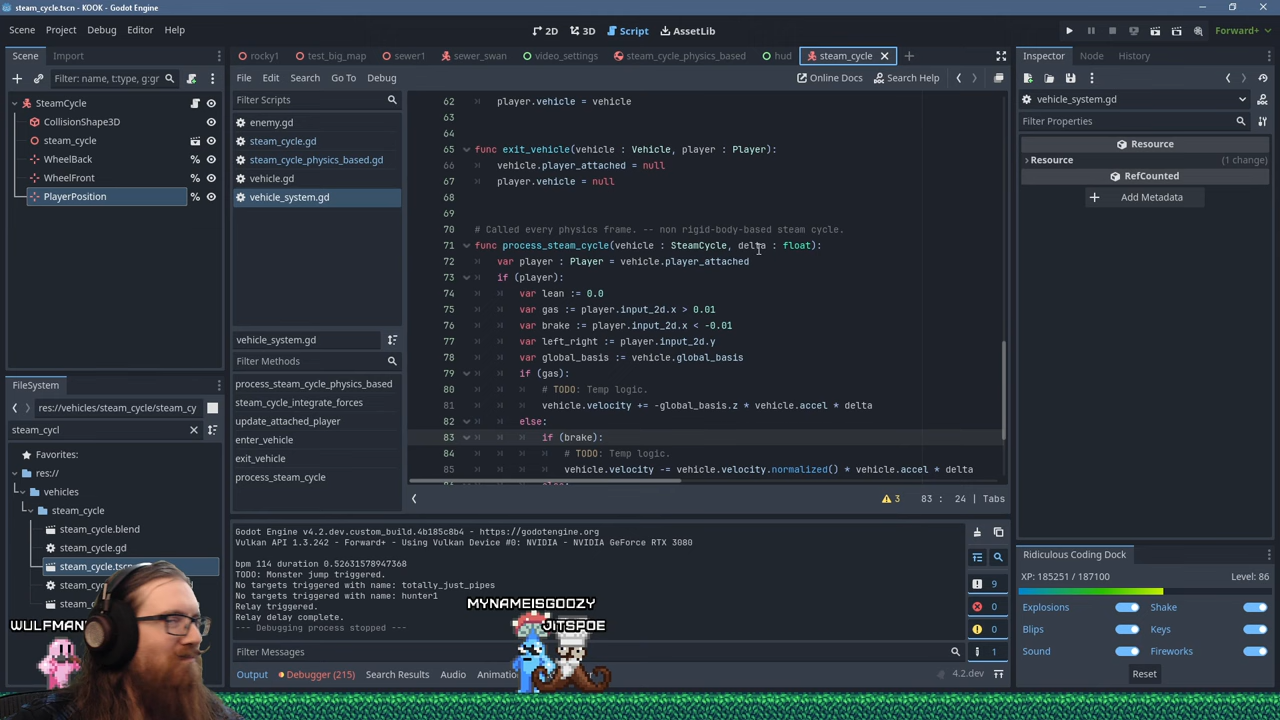 steam_cycle.tscn - KOOK - Godot Engine
Scene Project Debug Editor Help
2D 3D Script AssetLib
Forward+
Scene Import
rocky1 test_big_map sewer1 sewer_swan video_settings steam_cycle_physics_based hud steam_cycle
Inspector Node History
Filter: name, t:type, g:gr
File Edit Search Go To Debug
Online Docs Search Help
SteamCycle
CollisionShape3D
steam_cycle
WheelBack
WheelFront
PlayerPosition
Filter Scripts
enemy.gd
steam_cycle.gd
steam_cycle_physics_based.gd
vehicle.gd
vehicle_system.gd
vehicle_system.gd
Filter Methods
process_steam_cycle_physics_based
steam_cycle_integrate_forces
update_attached_player
enter_vehicle
exit_vehicle
process_steam_cycle
62 player.vehicle = vehicle
63
64
65 func exit_vehicle(vehicle : Vehicle, player : Player):
66 vehicle.player_attached = null
67 player.vehicle = null
68
69
70 # Called every physics frame. -- non rigid-body-based steam cycle.
71 func process_steam_cycle(vehicle : SteamCycle, delta : float):
72 var player : Player = vehicle.player_attached
73 if (player):
74 var lean := 0.0
75 var gas := player.input_2d.x > 0.01
76 var brake := player.input_2d.x < -0.01
77 var left_right := player.input_2d.y
78 var global_basis := vehicle.global_basis
79 if (gas):
80 # TODO: Temp logic.
81 vehicle.velocity += -global_basis.z * vehicle.accel * delta
82 else:
83 if (brake):
84 # TODO: Temp logic.
85 vehicle.velocity -= vehicle.velocity.normalized() * vehicle.accel * delta
3 83 : 24 | Tabs
vehicle_system.gd
Filter Properties
Resource
Resource (1 change)
RefCounted
Add Metadata
FileSystem
res://vehicles/steam_cycle/steam_cy
steam_cycl
Favorites:
res://
vehicles
steam_cycle
steam_cycle.blend
steam_cycle.gd
steam_cycle.tscn
Godot Engine v4.2.dev.custom_build.4b185c8b4 - https://godotengine.org
Vulkan API 1.3.242 - Forward+ - Using Vulkan Device #0: NVIDIA - NVIDIA GeForce RTX 3080
bpm 114 duration 0.52631578947368
TODO: Monster jump triggered.
No targets triggered with name: totally_just_pipes
No targets triggered with name: hunter1
Relay triggered.
Relay delay complete.
--- Debugging process stopped ---
9
0
0
1
Filter Messages
Output Debugger (215) Search Results Audio
4.2.dev
WULFMAN
MYNAMEISGOOZY
JITSPOE
Ridiculous Coding Dock
XP: 185251 / 187100 Level: 86
Explosions Shake
Blips Keys
Sound Fireworks
Reset